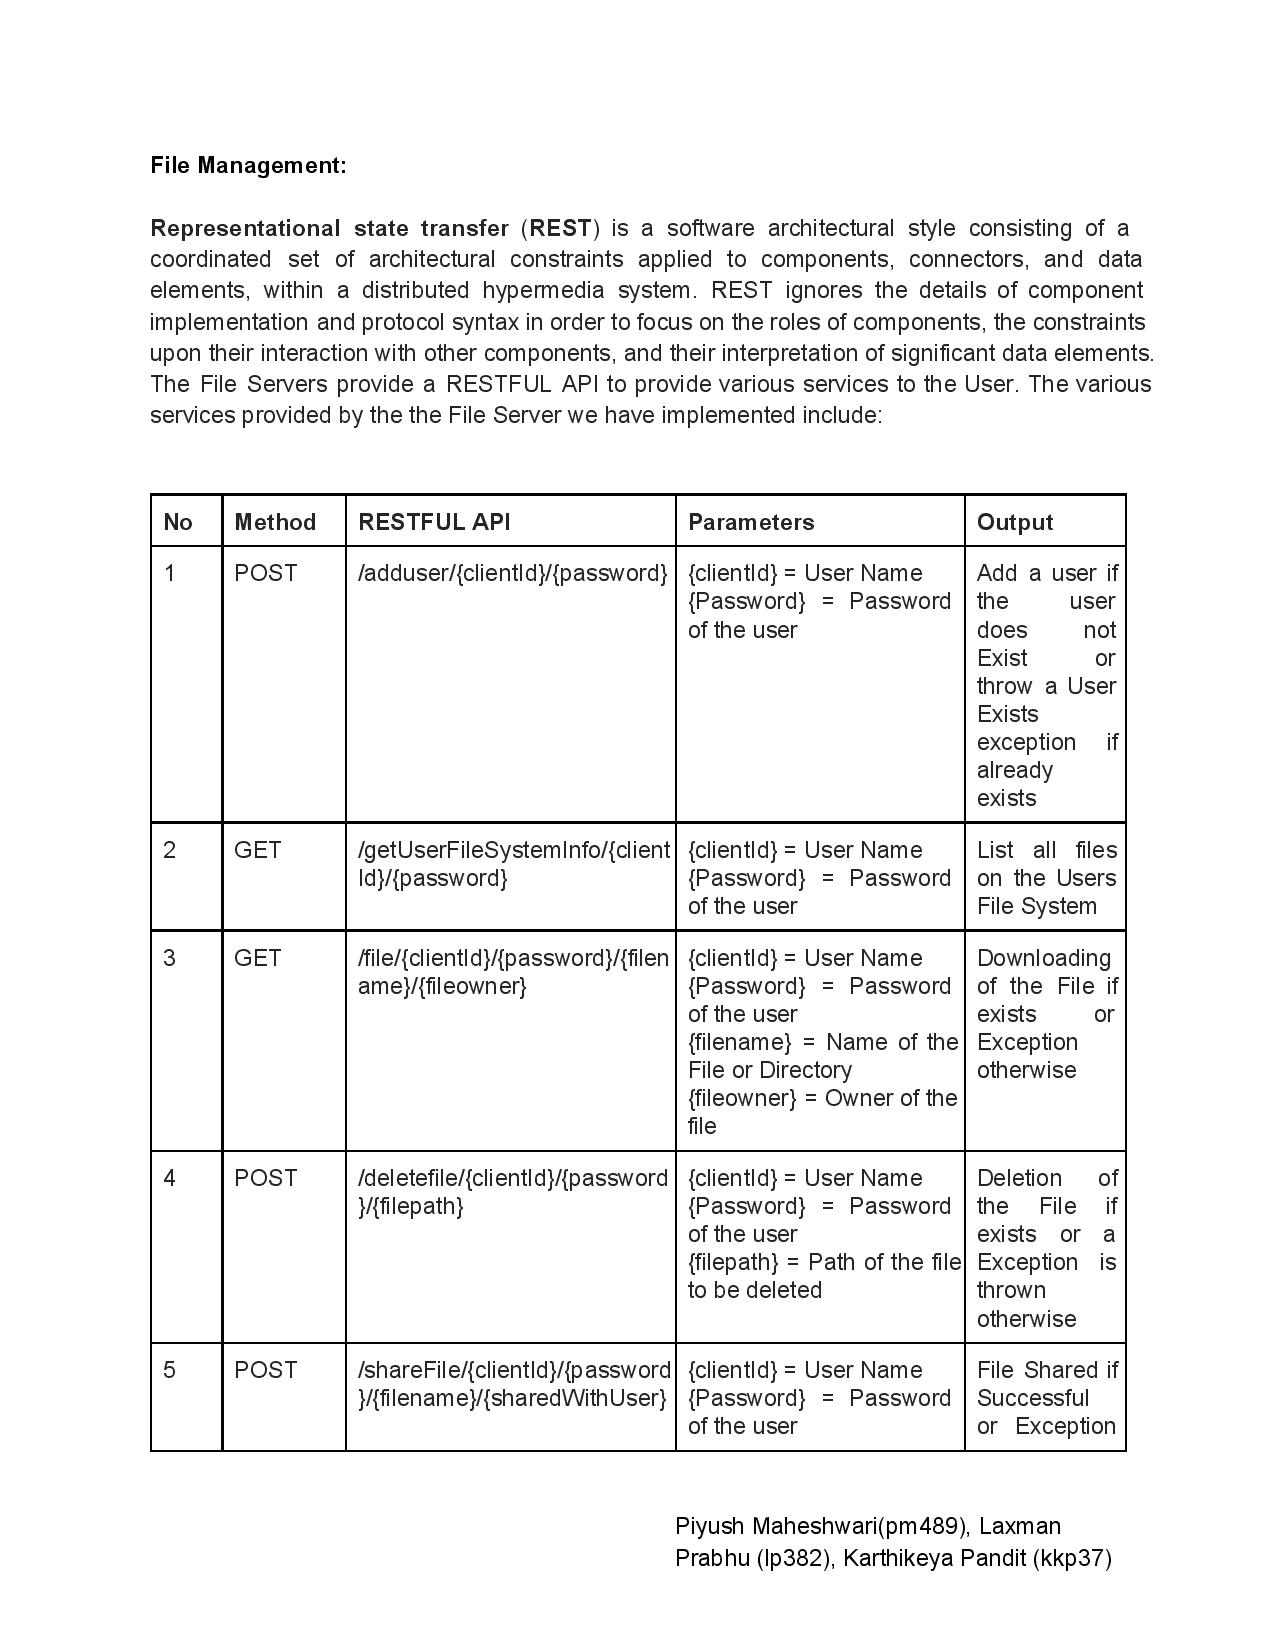 File Management:
Representational state transfer (REST) is a software architectural style consisting of a
coordinated set of architectural constraints applied to components, connectors, and data
elements, within a distributed hypermedia system. REST ignores the details of component
implementation and protocol syntax in order to focus on the roles of components, the constraints
upon their interaction with other components, and their interpretation of significant data elements.
The File Servers provide a RESTFUL API to provide various services to the User. The various
services provided by the the File Server we have implemented include:
No Method RESTFUL API Parameters Output
1 POST /adduser/{clientId}/{password} {clientId} = User Name Add a user if
{Password} = Password the user
of the user does not
Exist or
throw a User
Exists
exception if
already
exists
2 GET /getUserFileSystemInfo/{client {clientId} = User Name List all files
Id}/{password} {Password} = Password on the Users
of the user File System
3 GET /file/{clientId}/{password}/{filen {clientId} = User Name Downloading
ame}/{fileowner} {Password} = Password of the File if
of the user exists or
{filename} = Name of the Exception
File or Directory otherwise
{fileowner} = Owner of the
file
4 POST /deletefile/{clientId}/{password {clientId} = User Name Deletion of
}/{filepath} {Password} = Password the File if
of the user exists or a
{filepath} = Path of the file Exception is
to be deleted thrown
otherwise
5 POST /shareFile/{clientId}/{password {clientId} = User Name File Shared if
}/{filename}/{sharedWithUser} {Password} = Password Successful
of the user or Exception
Piyush Maheshwari(pm489), Laxman
Prabhu (lp382), Karthikeya Pandit (kkp37)